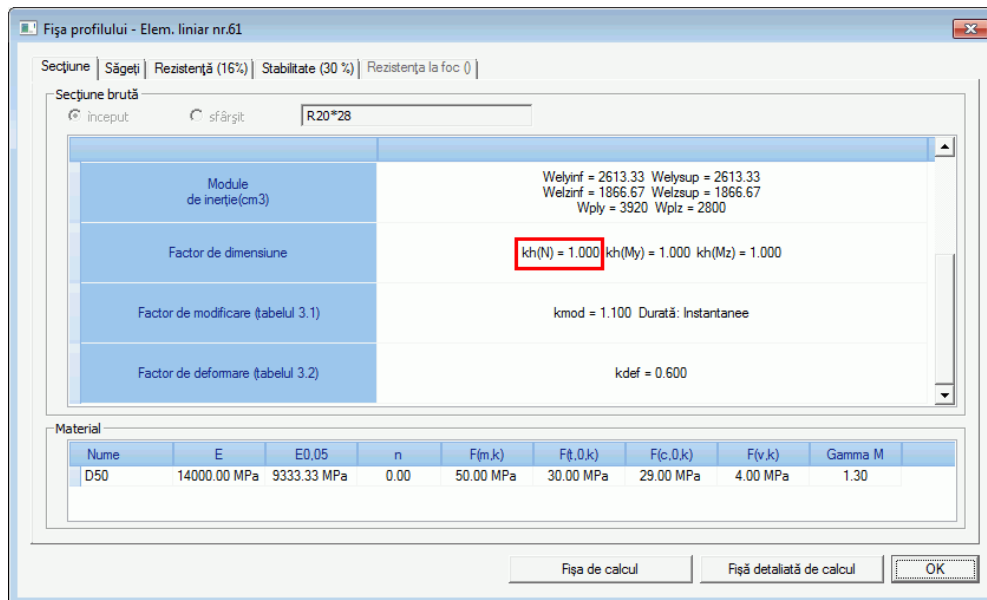 Fișa profilului - Elem. liniar nr.61
Secțiune Săgeți Rezistență (16%) Stabilitate (30 %) Rezistența la foc ()
Secțiune brută
început sfârșit R20*28
Module
de inerție(cm3)
Welyinf = 2613.33 Welysup = 2613.33
Welzinf = 1866.67 Welzsup = 1866.67
Wply = 3920 Wplz = 2800
Factor de dimensiune kh(N) = 1.000 kh(My) = 1.000 kh(Mz) = 1.000
Factor de modificare (tabelul 3.1) kmod = 1.100 Durată: Instantanee
Factor de deformare (tabelul 3.2) kdef = 0.600
Material
Nume E E0,05 n F(m,k) F(t,0,k) F(c,0,k) F(v,k) Gamma M
D50 14000.00 MPa 9333.33 MPa 0.00 50.00 MPa 30.00 MPa 29.00 MPa 4.00 MPa 1.30
Fișa de calcul Fișă detaliată de calcul OK